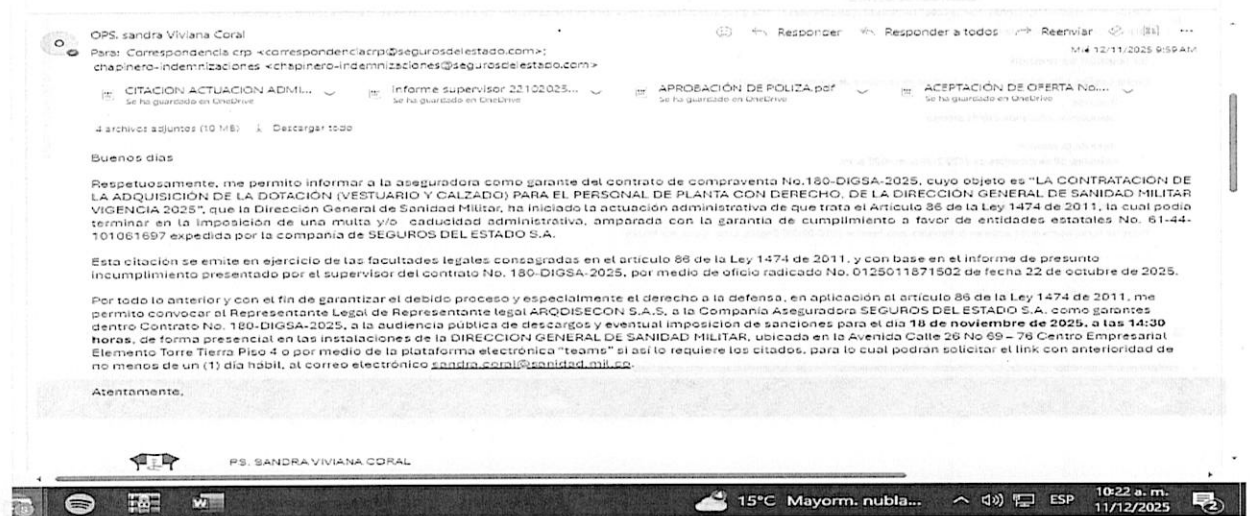 OPS. sandra Viviana Coral
Responder Responder a todos Reenviar ...
O
Para: Correspondencia crp <correspondenciacrp@segurosdelestado.com>;
Mié 12/11/2025 9:59 AM
chapinero-indemnizaciones <chapinero-indemnizaciones@segurosdelestado.com>
CITACION ACTUACION ADMI... Informe supervisor 22102025... APROBACIÓN DE POLIZA.pdf ACEPTACIÓN DE OFERTA No....
Se ha guardado en OneDrive Se ha guardado en OneDrive Se ha guardado en OneDrive Se ha guardado en OneDrive
4 archivos adjuntos (10 MB) Descargar todo
Buenos días
Respetuosamente, me permito informar a la aseguradora como garante del contrato de compraventa No.180-DIGSA-2025, cuyo objeto es "LA CONTRATACIÓN DE
LA ADQUISICIÓN DE LA DOTACIÓN (VESTUARIO Y CALZADO) PARA EL PERSONAL DE PLANTA CON DERECHO, DE LA DIRECCION GENERAL DE SANIDAD MILITAR
VIGENCIA 2025", que la Dirección General de Sanidad Militar, ha iniciado la actuación administrativa de que trata el Artículo 86 de la Ley 1474 de 2011, la cual podía
terminar en la imposición de una multa y/o caducidad administrativa, amparada con la garantía de cumplimiento a favor de entidades estatales No. 61-44-
101061697 expedida por la compañía de SEGUROS DEL ESTADO S.A.
Esta citación se emite en ejercicio de las facultades legales consagradas en el artículo 86 de la Ley 1474 de 2011, y con base en el informe de presunto
incumplimiento presentado por el supervisor del contrato No. 180-DIGSA-2025, por medio de oficio radicado No. 0125011871502 de fecha 22 de octubre de 2025.
Por todo lo anterior y con el fin de garantizar el debido proceso y especialmente el derecho a la defensa, en aplicación al artículo 86 de la Ley 1474 de 2011, me
permito convocar al Representante Legal de Representante legal ARQDISECON S.A.S, a la Compañía Aseguradora SEGUROS DEL ESTADO S.A. como garantes
dentro Contrato No. 180-DIGSA-2025, a la audiencia pública de descargos y eventual imposición de sanciones para el día 18 de noviembre de 2025, a las 14:30
horas, de forma presencial en las instalaciones de la DIRECCIÓN GENERAL DE SANIDAD MILITAR, ubicada en la Avenida Calle 26 No 69 – 76 Centro Empresarial
Elemento Torre Tierra Piso 4 o por medio de la plataforma electrónica "teams" si así lo requiere los citados, para lo cual podrán solicitar el link con anterioridad de
no menos de un (1) día hábil, al correo electrónico sandra.coral@sanidad.mil.co.
Atentamente,
PS. SANDRA VIVIANA CORAL
15°C Mayorm. nubla... ESP 10:22 a. m.
11/12/2025
2